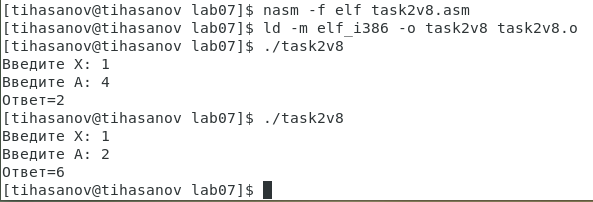 [tihasanov@tihasanov lab07]$ nasm -f elf task2v8.asm
[tihasanov@tihasanov lab07]$ ld -m elf_i386 -o task2v8 task2v8.o
[tihasanov@tihasanov lab07]$ ./task2v8
Введите X: 1
Введите A: 4
Ответ=2
[tihasanov@tihasanov lab07]$ ./task2v8
Введите X: 1
Введите A: 2
Ответ=6
[tihasanov@tihasanov lab07]$